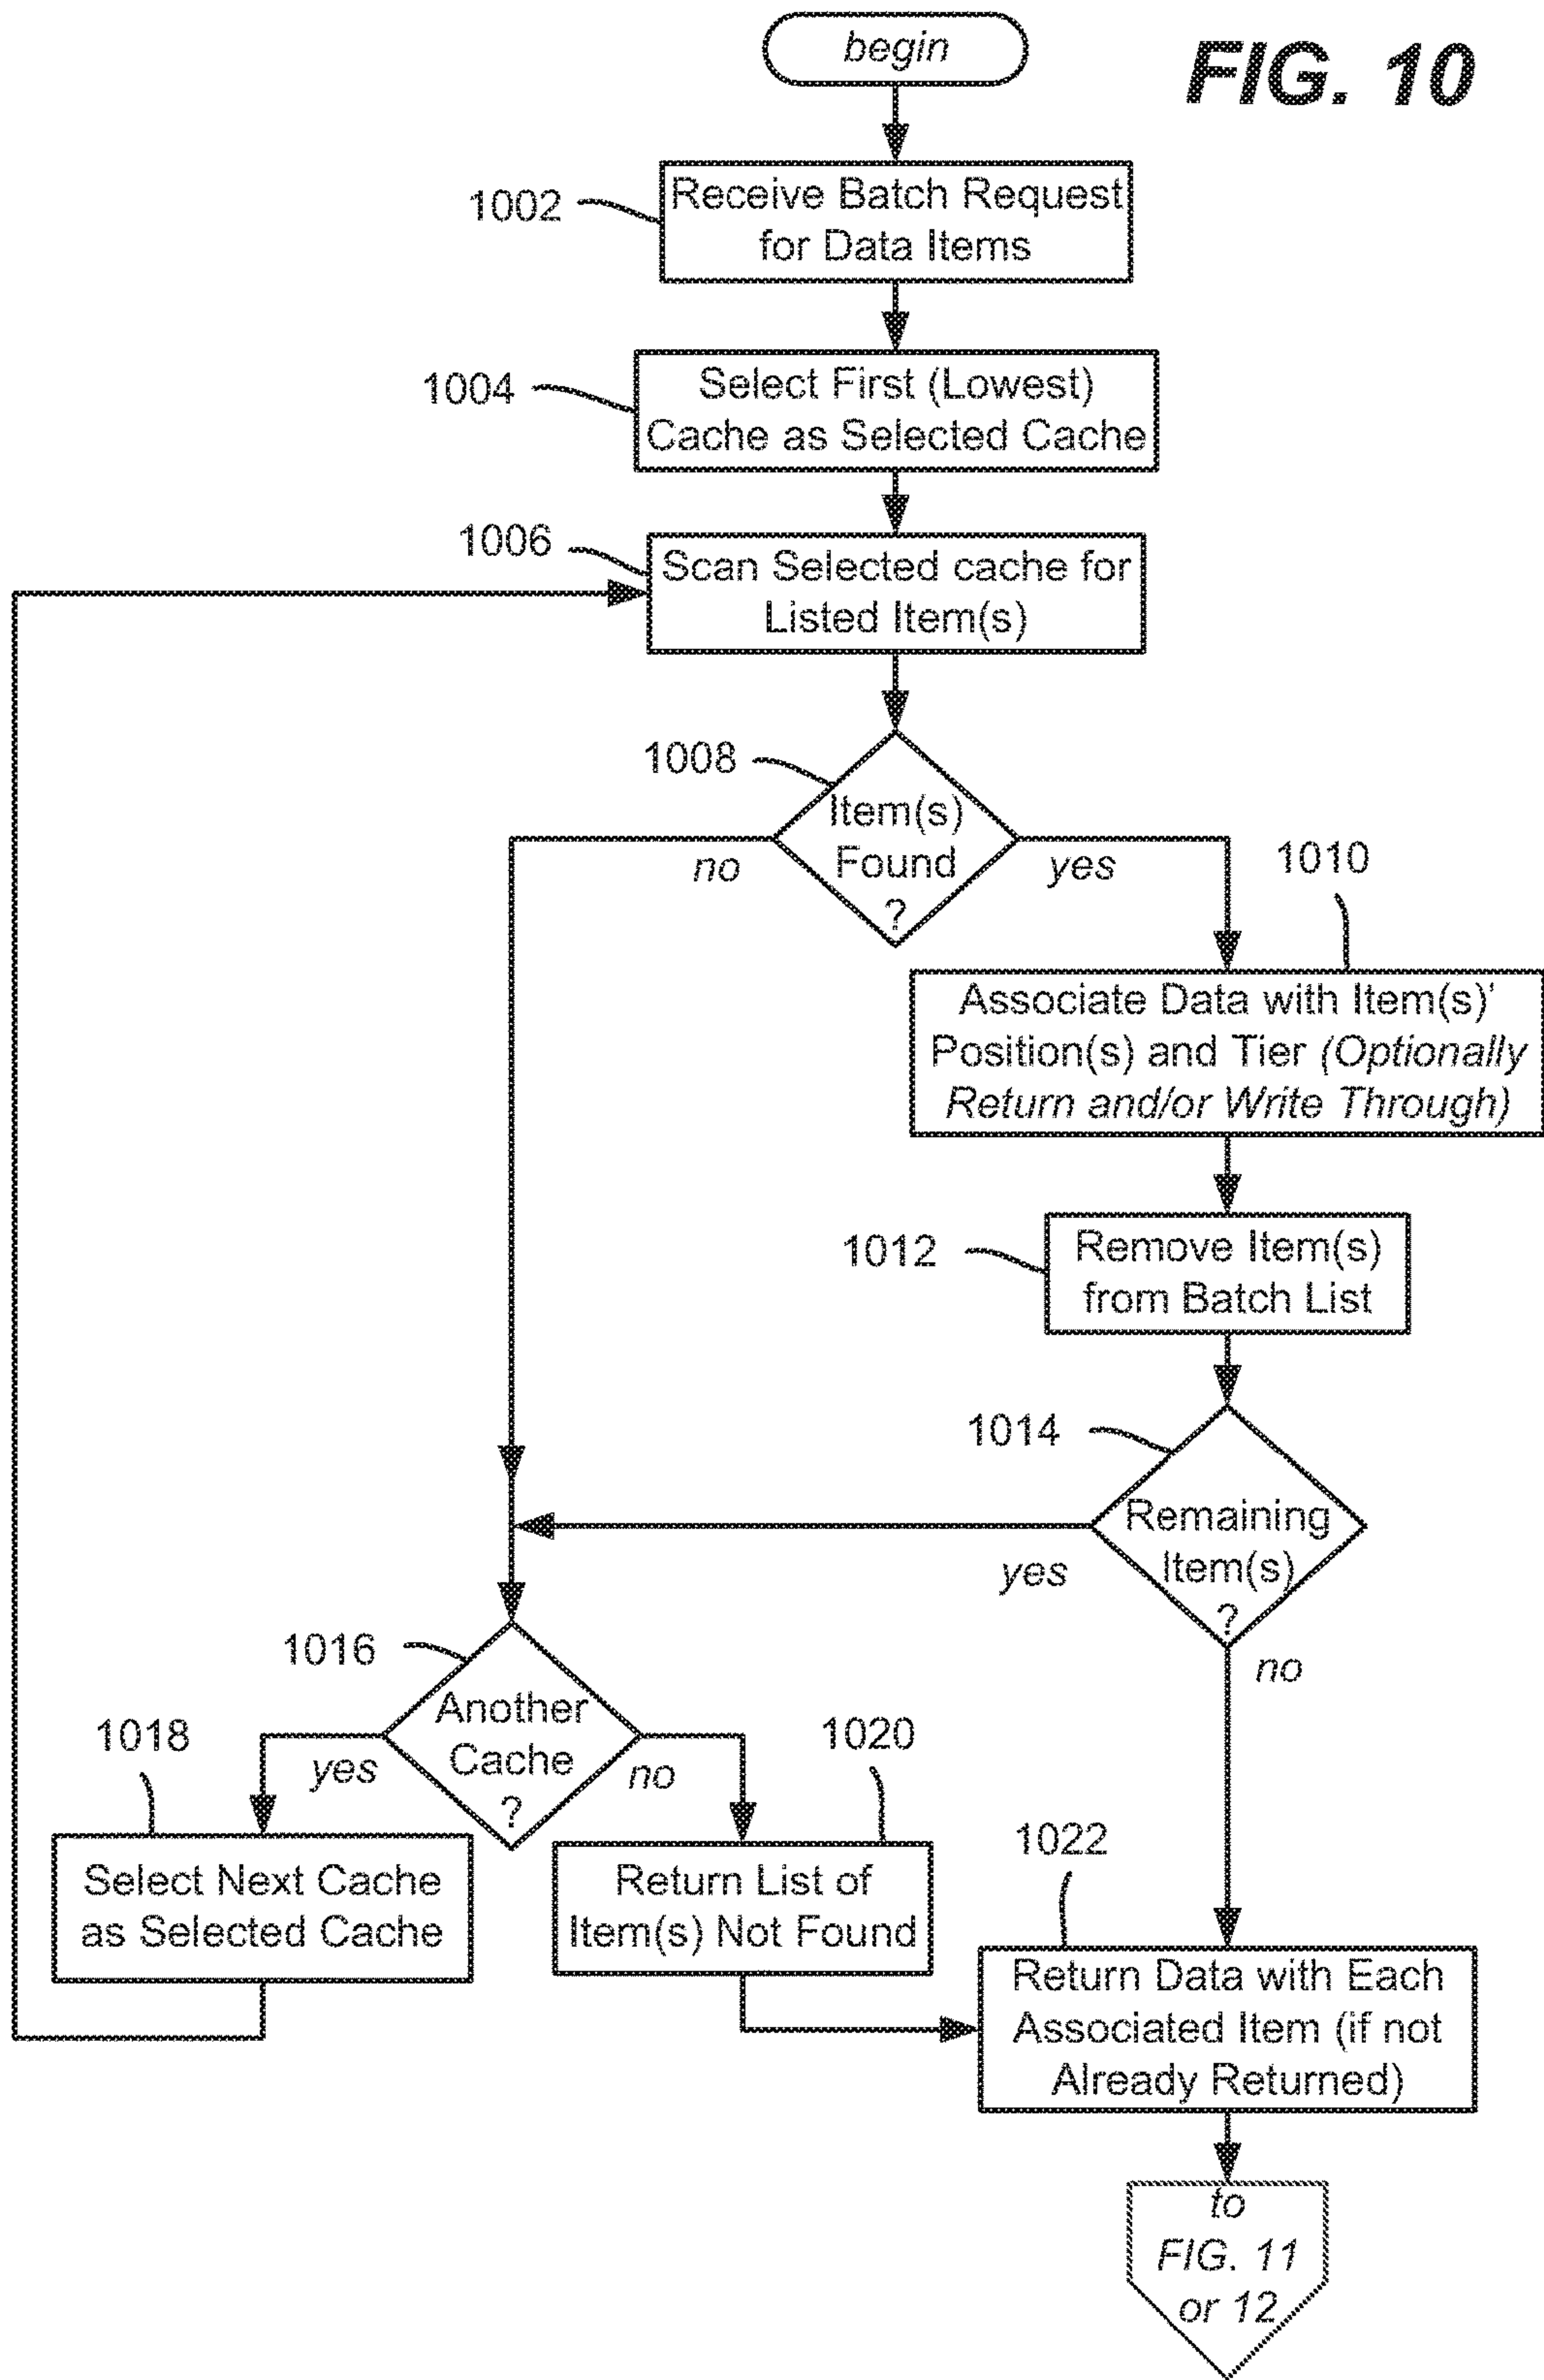 begin
FIG. 10
1002
Receive Batch Request
for Data Items
1004
Select First (Lowest)
Cache as Selected Cache
1006
Scan Selected cache for
Listed Item(s)
1008
Item(s)
Found
?
no
yes
1010
Associate Data with Item(s)'
Position(s) and Tier (Optionally
Return and/or Write Through)
1012
Remove Item(s)
from Batch List
1014
Remaining
Item(s)
?
yes
no
1016
Another
Cache
?
yes
no
1018
Select Next Cache
as Selected Cache
1020
Return List of
Item(s) Not Found
1022
Return Data with Each
Associated Item (if not
Already Returned)
to
FIG. 11
or 12